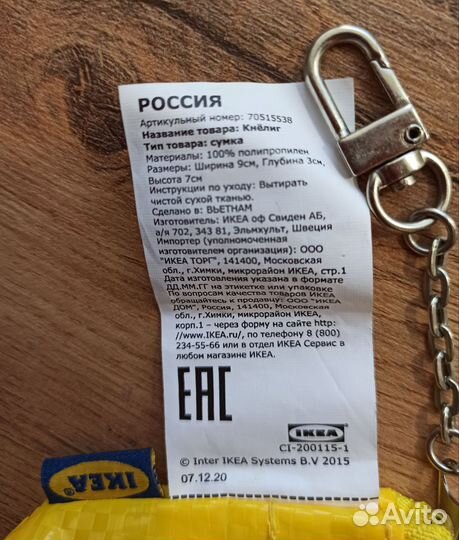 РОССИЯ
Артикульный номер: 70515538
Название товара: Кнёлиг
Тип товара: сумка
Материалы: 100% полипропилен
Размеры: Ширина 9см, Глубина 3см,
Высота 7см
Инструкции по уходу: Вытирать
чистой сухой тканью.
Сделано в: ВЬЕТНАМ
Изготовитель: ИКЕА оф Свиден АБ,
а/я 702, 343 81, Эльмхульт, Швеция
Импортер (уполномоченная
изготовителем организация): ООО
"ИКЕА ТОРГ", 141400, Московская
обл., г.Химки, микрорайон ИКЕА, стр.1
Дата изготовления указана в формате
ДД.ММ.ГГ на этикетке или упаковке
По вопросам качества товаров ИКЕА
обращайтесь к продавцу: ООО "ИКЕА
ДОМ", Россия, 141400, Московская
обл., г.Химки, микрорайон ИКЕА,
корп.1 – через форму на сайте http:
//www.IKEA.ru/, по телефону 8 (800)
234-55-66 или в отдел ИКЕА Сервис в
любом магазине ИКЕА.
EAC
IKEA
CI-200115-1
© Inter IKEA Systems B.V 2015
07.12.20
IKEA
Avito